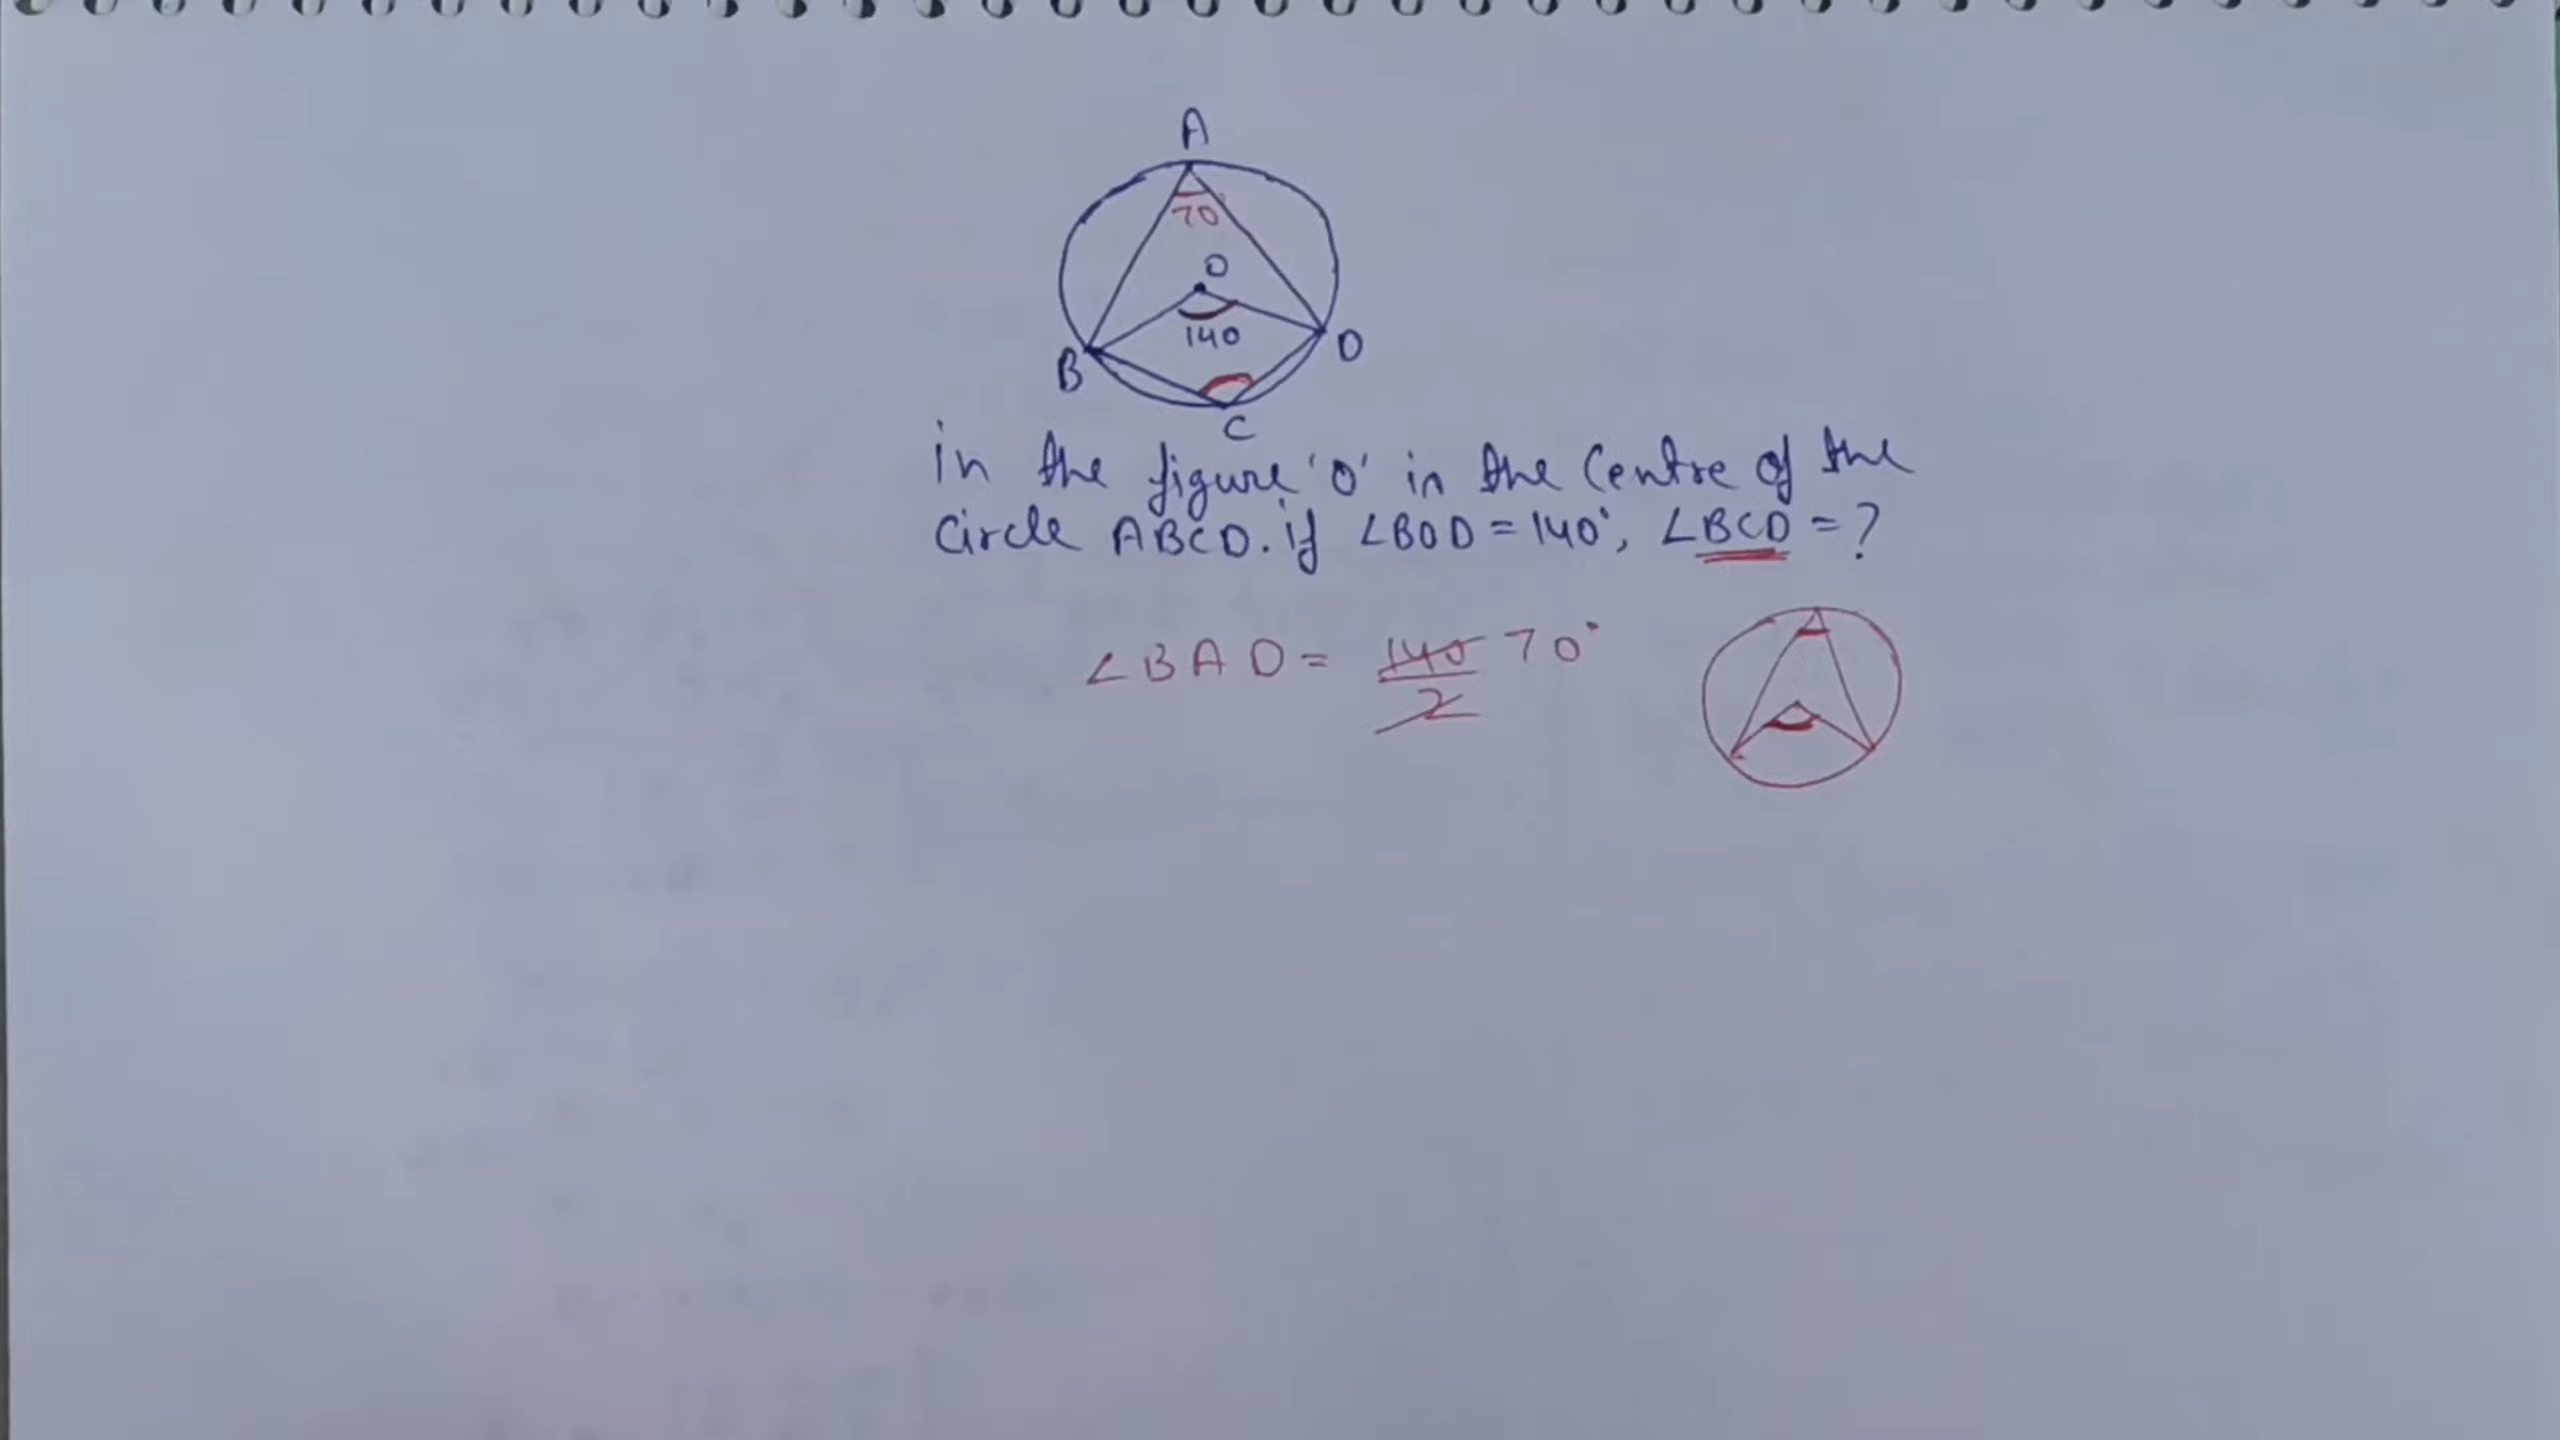 A
70
O
140
B
D
C
in the figure 'O' in the Centre of the
Circle ABCD. if ∠BOD = 140°, ∠BCD = ?
∠BAD = 140/2 70°